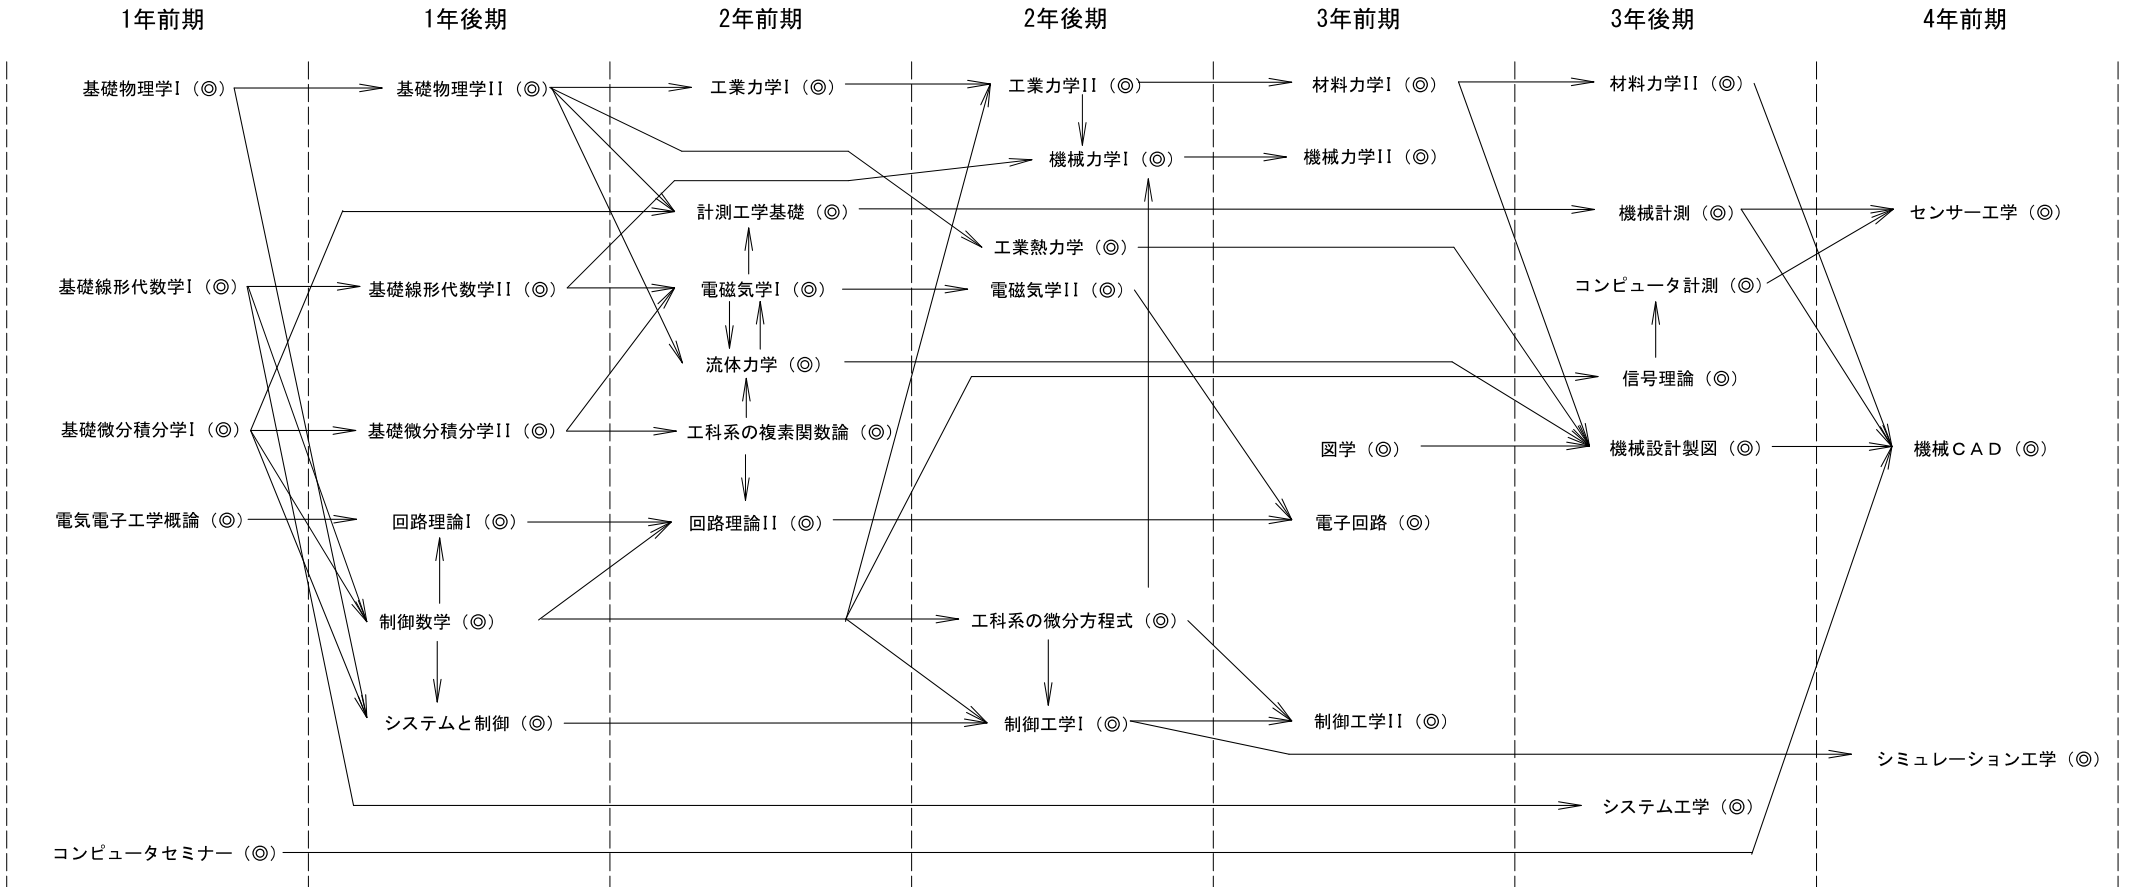 1年前期 1年後期 2年前期 2年後期 3年前期 3年後期 4年前期
基礎物理学I（◎） 基礎物理学II（◎） 工業力学I（◎） 工業力学II（◎） 材料力学I（◎） 材料力学II（◎）
機械力学I（◎） 機械力学II（◎）
計測工学基礎（◎） 機械計測（◎） センサー工学（◎）
工業熱力学（◎）
基礎線形代数学I（◎） 基礎線形代数学II（◎） 電磁気学I（◎） 電磁気学II（◎） コンピュータ計測（◎）
流体力学（◎） 信号理論（◎）
基礎微分積分学I（◎） 基礎微分積分学II（◎） 工科系の複素関数論（◎） 図学（◎） 機械設計製図（◎） 機械ＣＡＤ（◎）
電気電子工学概論（◎） 回路理論I（◎） 回路理論II（◎） 電子回路（◎）
制御数学（◎） 工科系の微分方程式（◎）
システムと制御（◎） 制御工学I（◎） 制御工学II（◎）
シミュレーション工学（◎）
システム工学（◎）
コンピュータセミナー（◎）